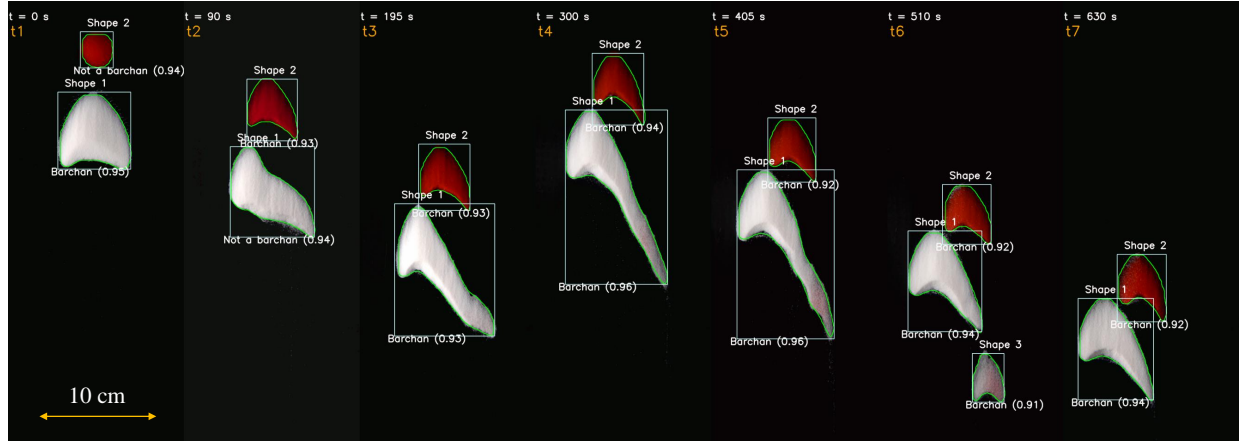 t = 0 s
t1
Shape 2
Not a barchan (0.94)
Shape 1
Barchan (0.95)
10 cm
t = 90 s
t2
Shape 2
Barchan (0.93)
Shape 1
Not a barchan (0.94)
t = 195 s
t3
Shape 2
Barchan (0.93)
Shape 1
Barchan (0.93)
t = 300 s
t4
Shape 2
Barchan (0.94)
Shape 1
Barchan (0.96)
t = 405 s
t5
Shape 2
Barchan (0.92)
Shape 1
Barchan (0.96)
t = 510 s
t6
Shape 2
Barchan (0.92)
Shape 1
Barchan (0.94)
Shape 3
Barchan (0.91)
t = 630 s
t7
Shape 2
Barchan (0.92)
Shape 1
Barchan (0.94)